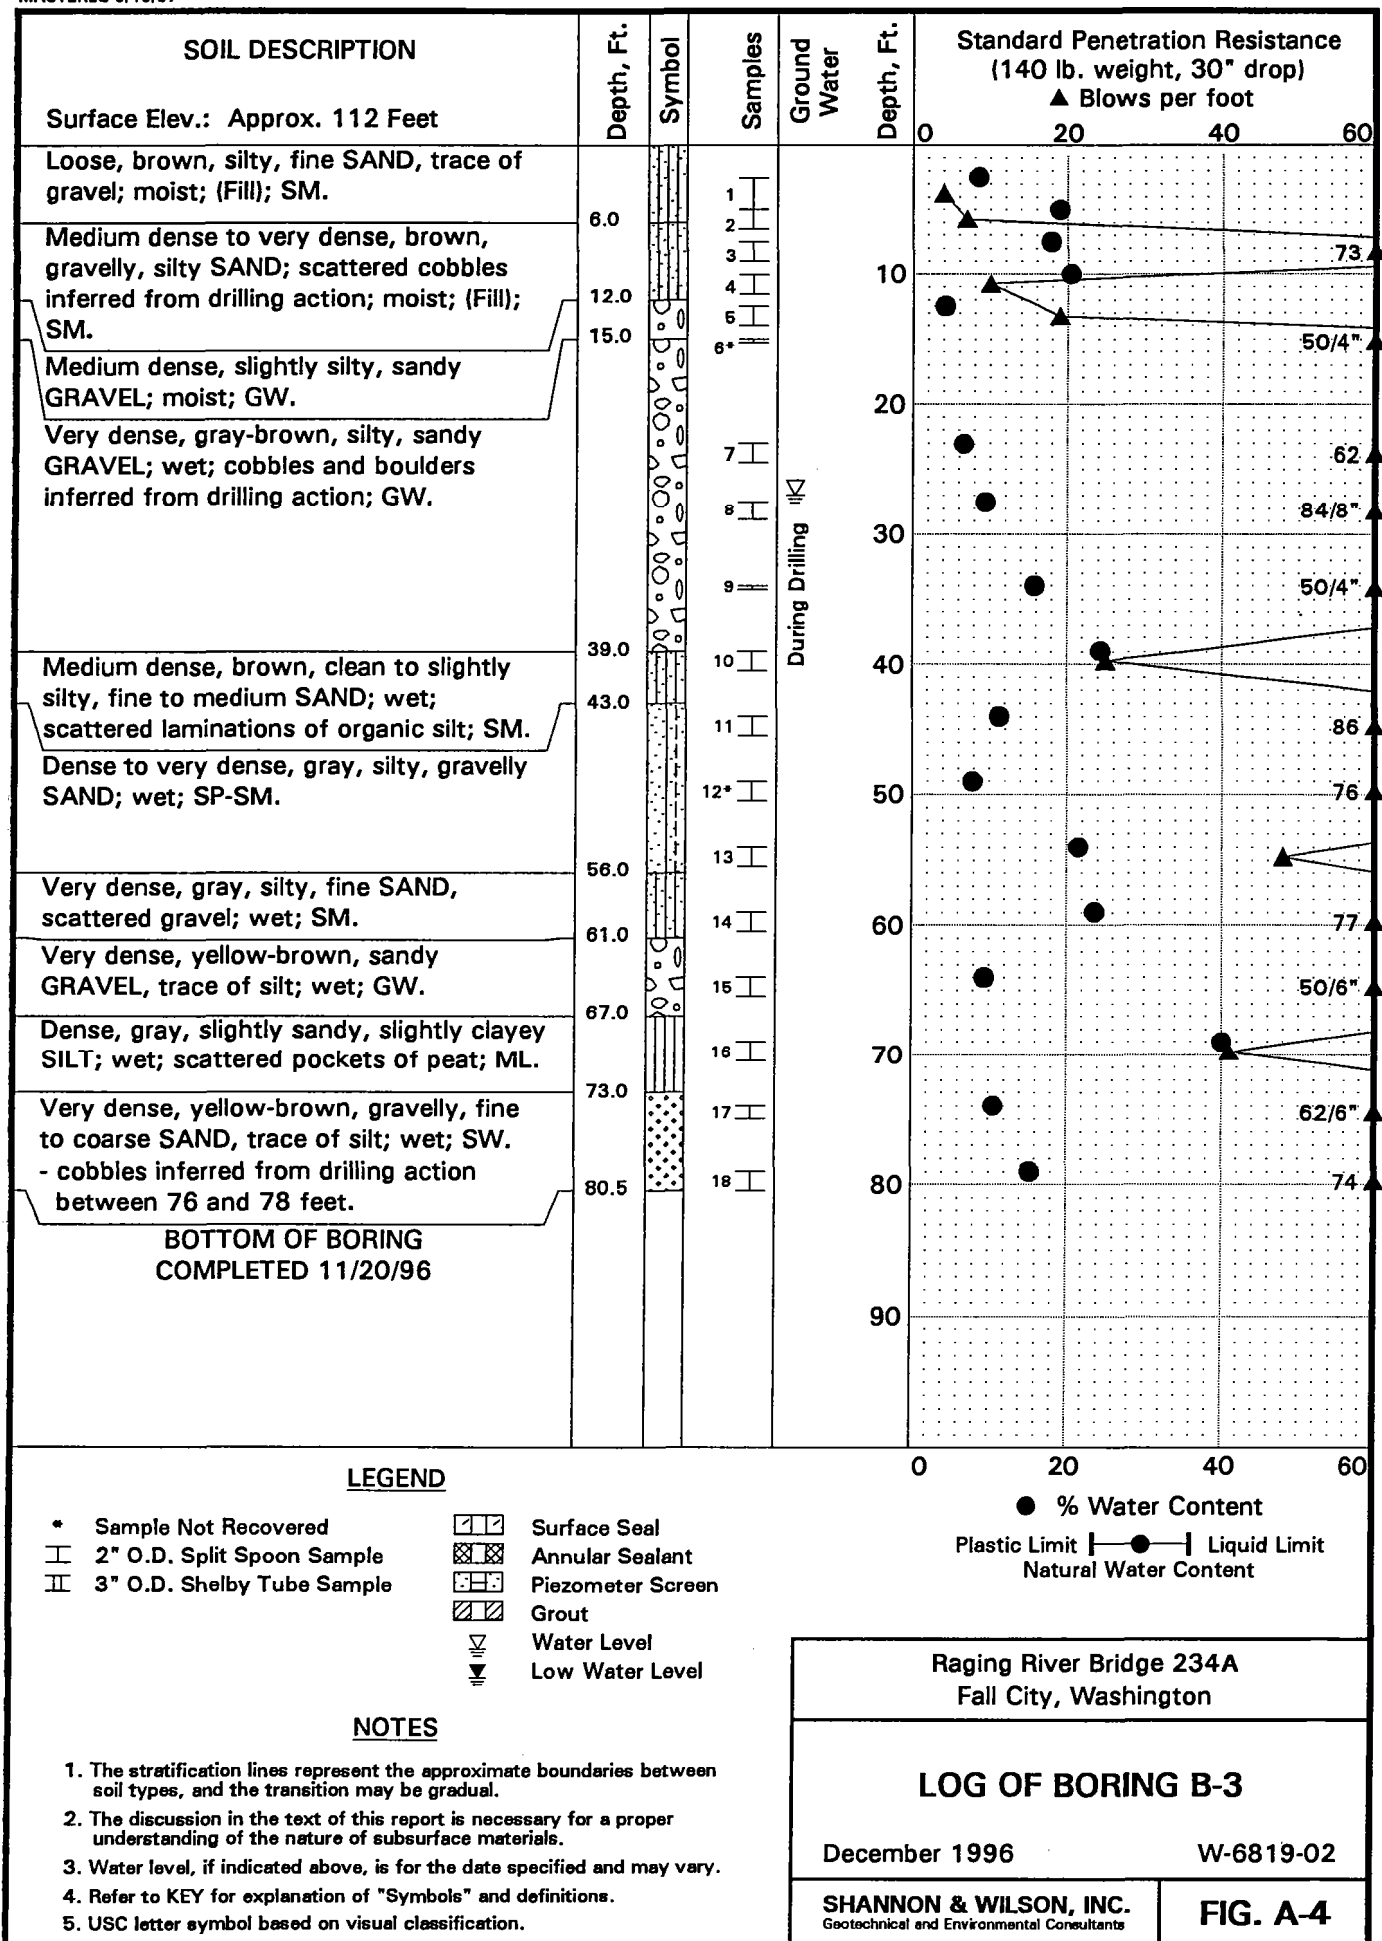 SOIL DESCRIPTION
Surface Elev.: Approx. 112 Feet
Depth, Ft.
Symbol
Samples
Ground
Water
Depth, Ft.
Standard Penetration Resistance
(140 lb. weight, 30" drop)
▲ Blows per foot
0 20 40 60
Loose, brown, silty, fine SAND, trace of
gravel; moist; (Fill); SM.
6.0
Medium dense to very dense, brown,
gravelly, silty SAND; scattered cobbles
inferred from drilling action; moist; (Fill);
SM.
12.0
Medium dense, slightly silty, sandy
GRAVEL; moist; GW.
15.0
Very dense, gray-brown, silty, sandy
GRAVEL; wet; cobbles and boulders
inferred from drilling action; GW.
39.0
Medium dense, brown, clean to slightly
silty, fine to medium SAND; wet;
scattered laminations of organic silt; SM.
43.0
Dense to very dense, gray, silty, gravelly
SAND; wet; SP-SM.
56.0
Very dense, gray, silty, fine SAND,
scattered gravel; wet; SM.
61.0
Very dense, yellow-brown, sandy
GRAVEL, trace of silt; wet; GW.
67.0
Dense, gray, slightly sandy, slightly clayey
SILT; wet; scattered pockets of peat; ML.
73.0
Very dense, yellow-brown, gravelly, fine
to coarse SAND, trace of silt; wet; SW.
- cobbles inferred from drilling action
between 76 and 78 feet.
80.5
BOTTOM OF BORING
COMPLETED 11/20/96
1
2
3
4
5
6*
7
8
9
10
11
12*
13
14
15
16
17
18
During Drilling
10
20
30
40
50
60
70
80
90
73
50/4"
62
84/8"
50/4"
86
76
77
50/6"
62/6"
74
0 20 40 60
● % Water Content
Plastic Limit Liquid Limit
Natural Water Content
LEGEND
* Sample Not Recovered
2" O.D. Split Spoon Sample
3" O.D. Shelby Tube Sample
Surface Seal
Annular Sealant
Piezometer Screen
Grout
Water Level
Low Water Level
NOTES
1. The stratification lines represent the approximate boundaries between
soil types, and the transition may be gradual.
2. The discussion in the text of this report is necessary for a proper
understanding of the nature of subsurface materials.
3. Water level, if indicated above, is for the date specified and may vary.
4. Refer to KEY for explanation of "Symbols" and definitions.
5. USC letter symbol based on visual classification.
Raging River Bridge 234A
Fall City, Washington
LOG OF BORING B-3
December 1996 W-6819-02
SHANNON & WILSON, INC.
Geotechnical and Environmental Consultants
FIG. A-4